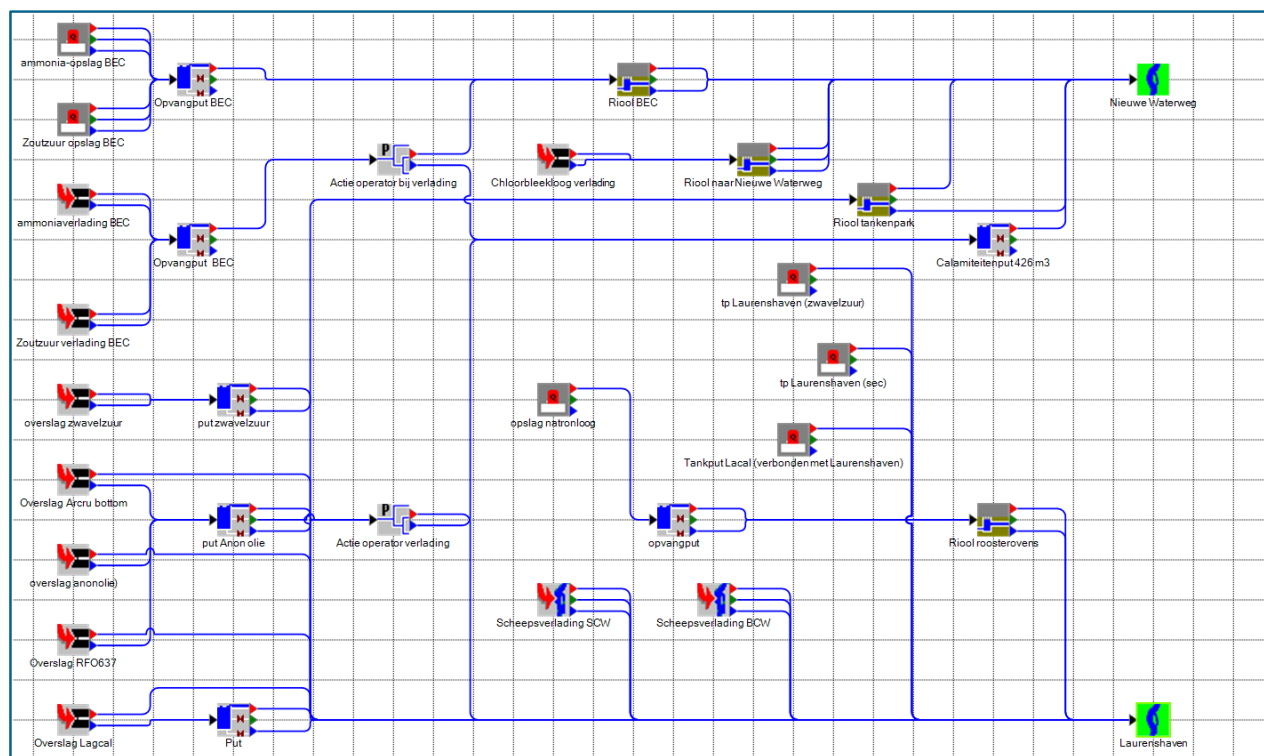 ammonia-opslag BEC
Opvangput BEC
Riool BEC
Nieuwe Waterweg
Zoutzuur opslag BEC
P
Actie operator bij verlading
Chloorbleekloog verlading
Riool naar Nieuwe Waterweg
ammoniaverlading BEC
Riool tankenpark
Opvangput BEC
Calamiteitenput 426 m3
tp Laurenshaven (zwavelzuur)
Zoutzuur verlading BEC
tp Laurenshaven (sec)
overslag zwavelzuur
put zwavelzuur
opslag natronloog
Tankput Lacal (verbonden met Laurenshaven)
Overslag Arcru bottom
P
put Anon olie
Actie operator verlading
opvangput
Riool roosterovens
overslag anonolie)
Scheepsverlading SCW
Scheepsverlading BCW
Overslag RFO637
Overslag Lagcal
Put
Laurenshaven